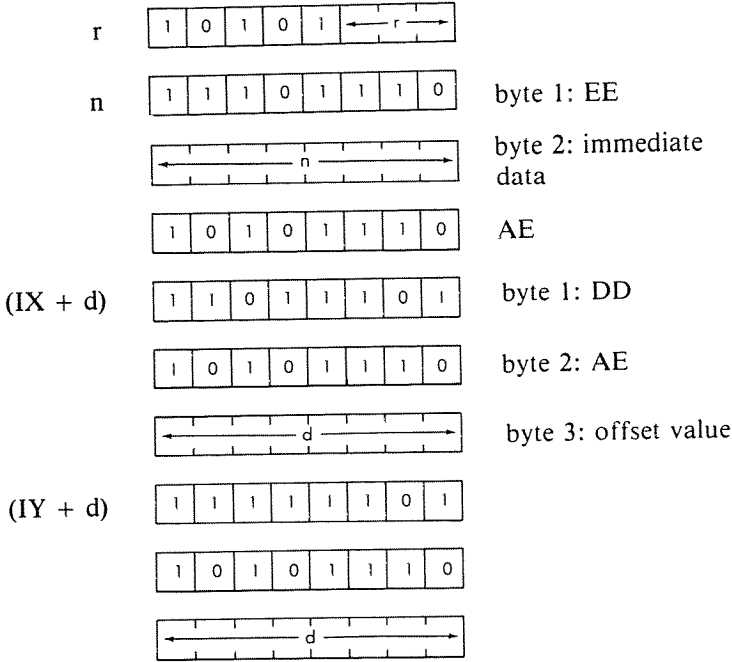 r 1 0 1 0 1 r
n 1 1 1 0 1 1 1 0 byte 1: EE
n byte 2: immediate
data
1 0 1 0 1 1 1 0 AE
(IX + d) 1 1 0 1 1 1 0 1 byte 1: DD
1 0 1 0 1 1 1 0 byte 2: AE
d byte 3: offset value
(IY + d) 1 1 1 1 1 1 0 1
1 0 1 0 1 1 1 0
d